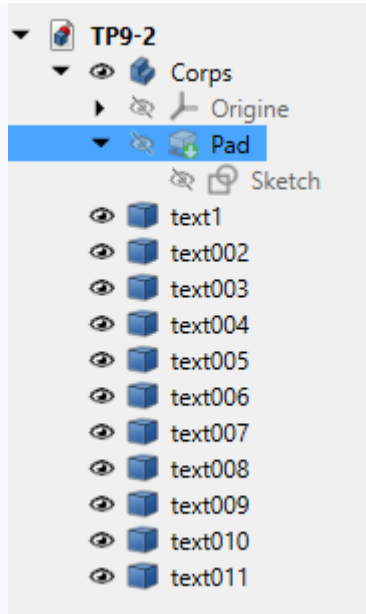 TP9-2
Corps
Origine
Pad
Sketch
text1
text002
text003
text004
text005
text006
text007
text008
text009
text010
text011